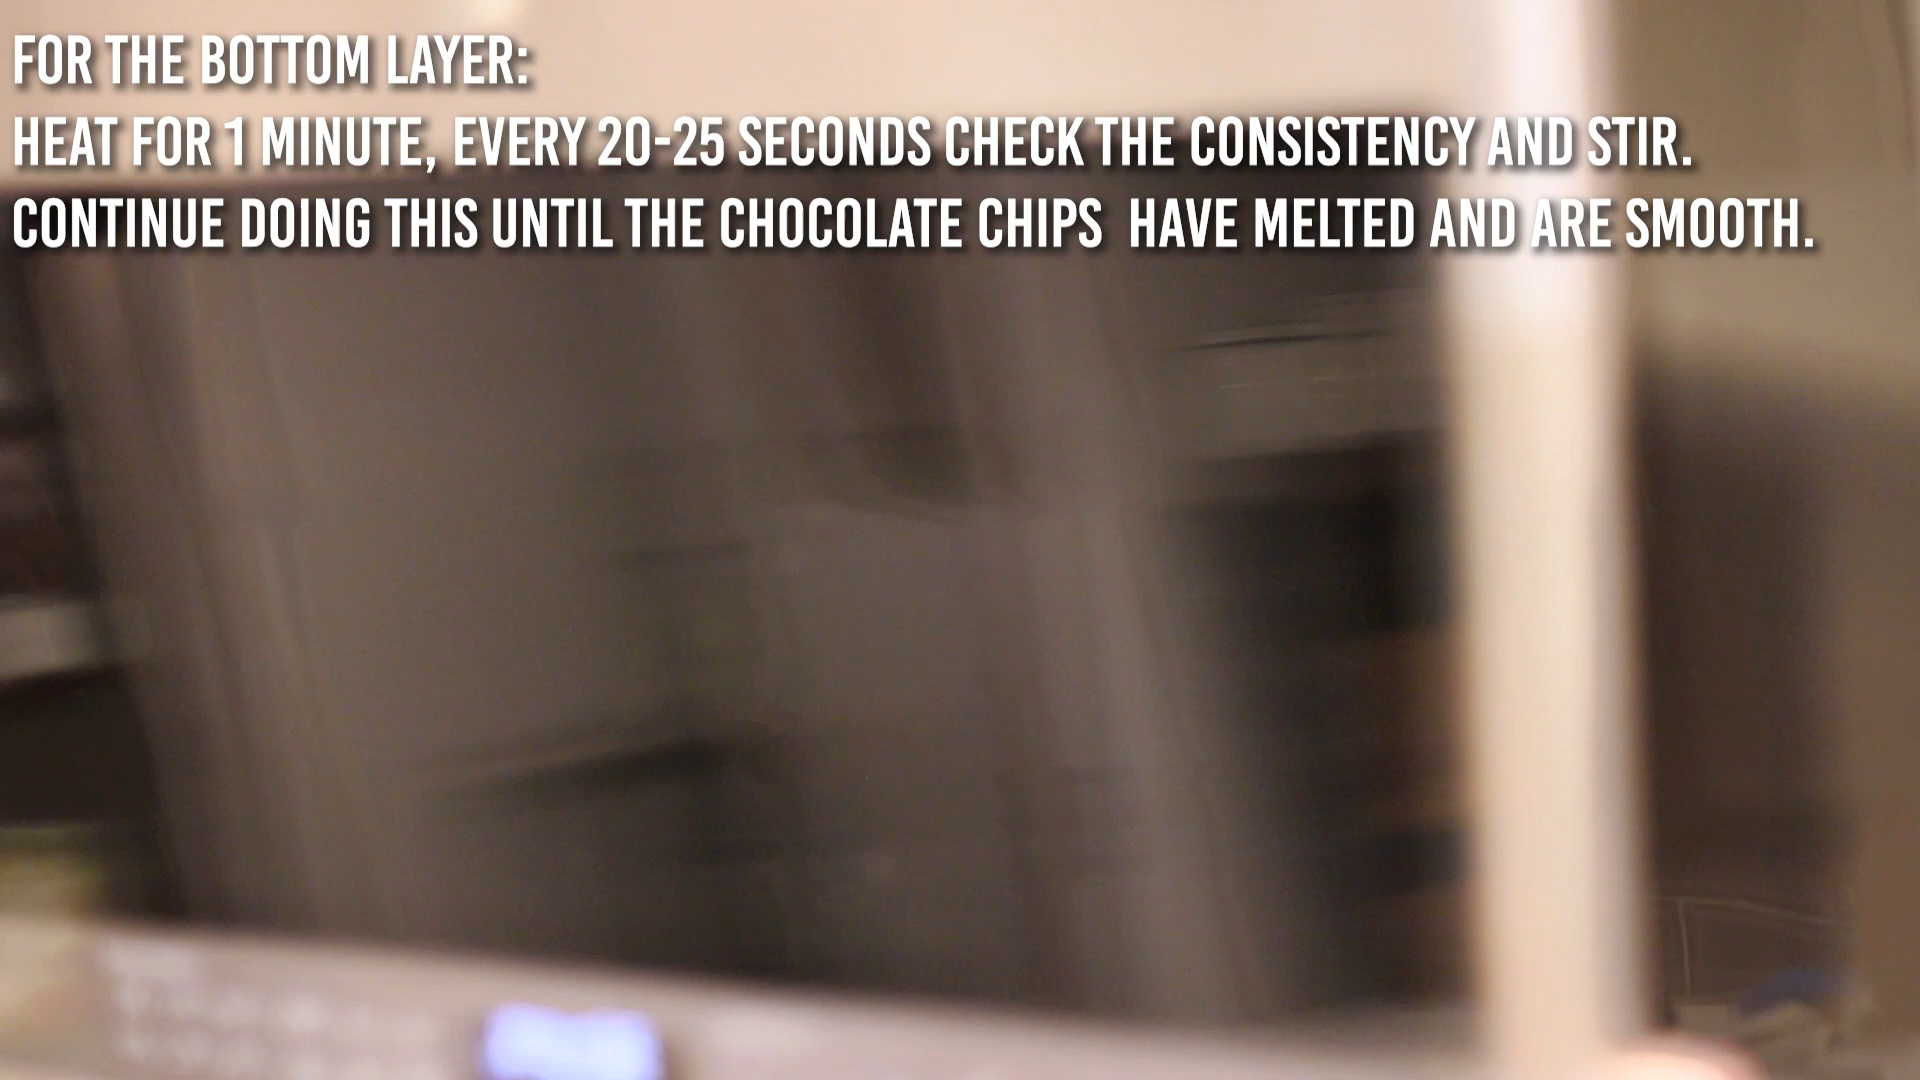 FOR THE BOTTOM LAYER:
HEAT FOR 1 MINUTE, EVERY 20-25 SECONDS CHECK THE CONSISTENCY AND STIR.
CONTINUE DOING THIS UNTIL THE CHOCOLATE CHIPS  HAVE MELTED AND ARE SMOOTH.